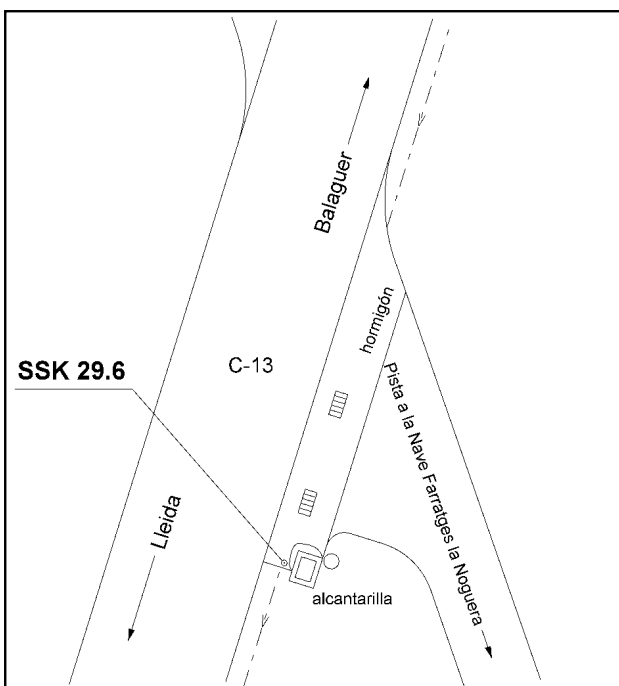 Balaguer
hormigón
C-13
SSK 29.6
Pista a la Nave Farratges la Noguera
Lleida
alcantarilla